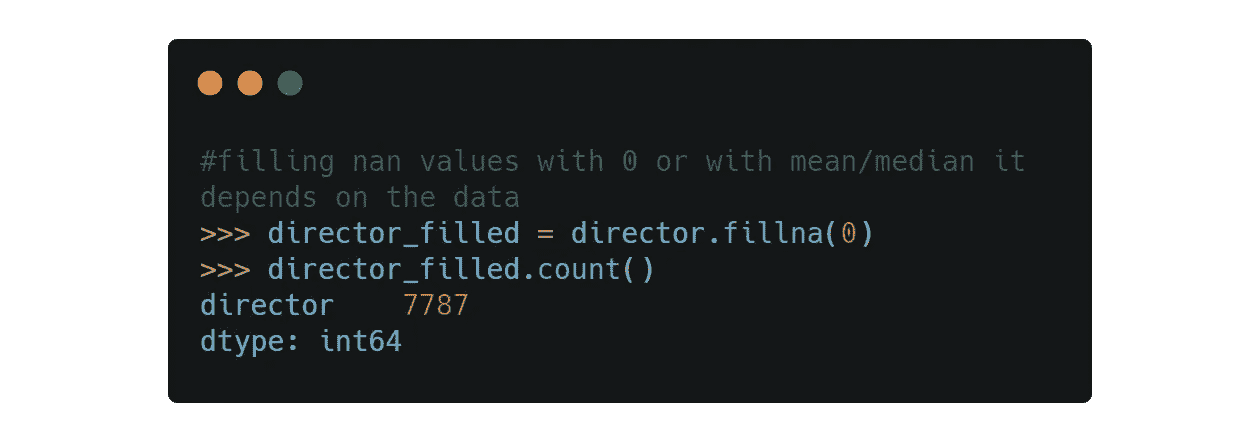 #filling nan values with 0 or with mean/median it
depends on the data
>>> director_filled = director.fillna(0)
>>> director_filled.count()
director    7787
dtype: int64